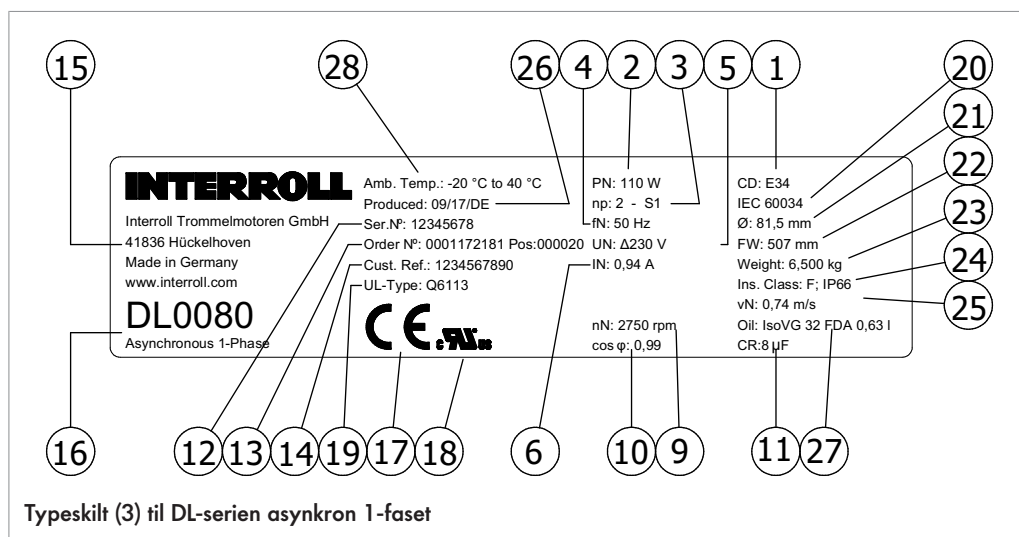 15 28 26 4 2 3 5 1 20
21
22
23
24
25
INTERROLL
Interroll Trommelmotoren GmbH
41836 Hückelhoven
Made in Germany
www.interroll.com
DL0080
Asynchronous 1-Phase
Amb. Temp.: -20 °C to 40 °C
Produced: 09/17/DE
Ser.Nº: 12345678
Order Nº: 0001172181 Pos:000020
Cust. Ref.: 1234567890
UL-Type: Q6113
CE c RU us
PN: 110 W
np: 2 - S1
fN: 50 Hz
UN: Δ230 V
IN: 0,94 A
nN: 2750 rpm
cos φ: 0,99
CD: E34
IEC 60034
Ø: 81,5 mm
FW: 507 mm
Weight: 6,500 kg
Ins. Class: F; IP66
vN: 0,74 m/s
Oil: IsoVG 32 FDA 0,63 l
CR:8 µF
16 12 13 14 19 17 18 6 10 9 11 27
Typeskilt (3) til DL-serien asynkron 1-faset